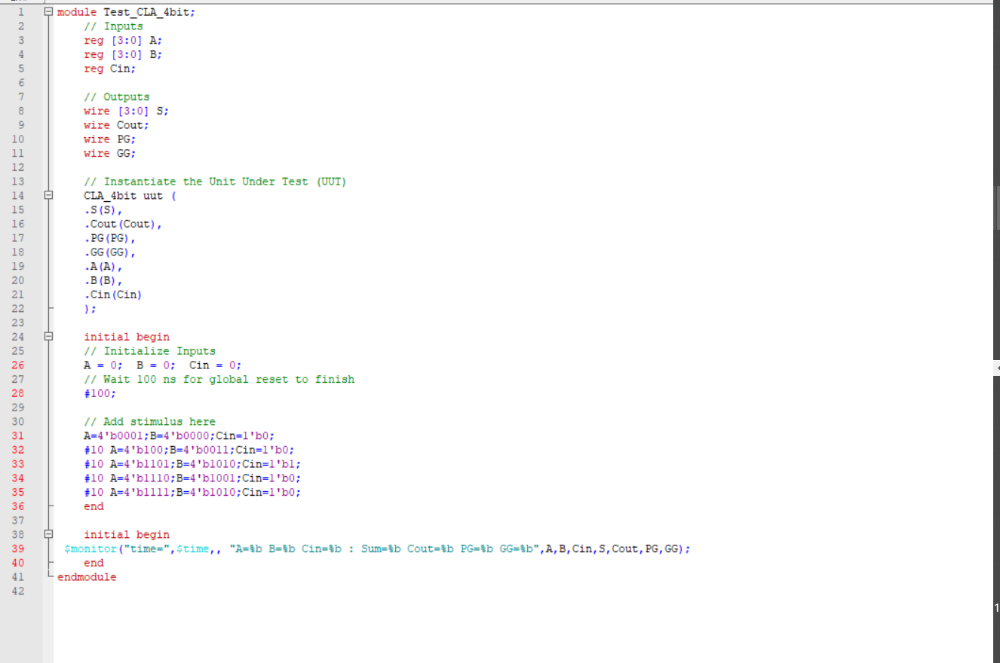 1 module Test_CLA_4bit;
2 // Inputs
3 reg [3:0] A;
4 reg [3:0] B;
5 reg Cin;
6
7 // Outputs
8 wire [3:0] S;
9 wire Cout;
10 wire PG;
11 wire GG;
12
13 // Instantiate the Unit Under Test (UUT)
14 CLA_4bit uut (
15 .S(S),
16 .Cout(Cout),
17 .PG(PG),
18 .GG(GG),
19 .A(A),
20 .B(B),
21 .Cin(Cin)
22 );
23
24 initial begin
25 // Initialize Inputs
26 A = 0;  B = 0;  Cin = 0;
27 // Wait 100 ns for global reset to finish
28 #100;
29
30 // Add stimulus here
31 A=4'b0001;B=4'b0000;Cin=1'b0;
32 #10 A=4'b100;B=4'b0011;Cin=1'b0;
33 #10 A=4'b1101;B=4'b1010;Cin=1'b1;
34 #10 A=4'b1110;B=4'b1001;Cin=1'b0;
35 #10 A=4'b1111;B=4'b1010;Cin=1'b0;
36 end
37
38 initial begin
39 $monitor("time=",$time,, "A=%b B=%b Cin=%b : Sum=%b Cout=%b PG=%b GG=%b",A,B,Cin,S,Cout,PG,GG);
40 end
41 endmodule
42
1